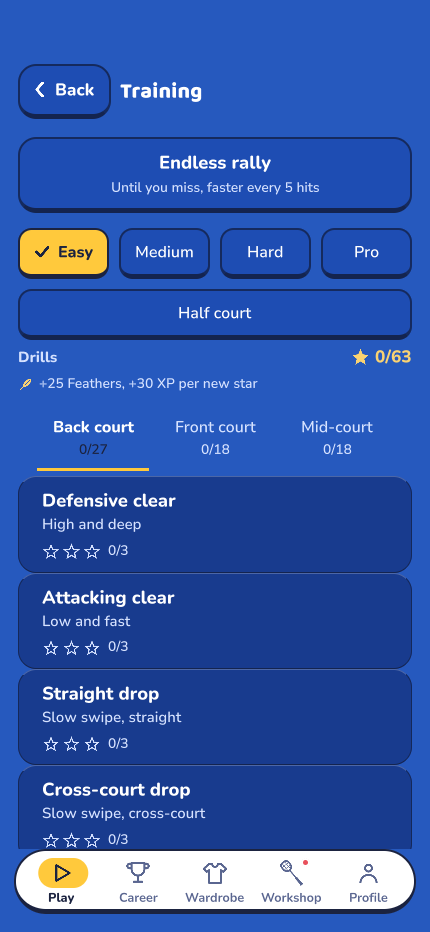 Back
Training
Endless rally
Until you miss, faster every 5 hits
Easy
Medium
Hard
Pro
Half court
Drills
0/63
+25 Feathers, +30 XP per new star
Back court
0/27
Front court
0/18
Mid-court
0/18
Defensive clear
High and deep
0/3
Attacking clear
Low and fast
0/3
Straight drop
Slow swipe, straight
0/3
Cross-court drop
Slow swipe, cross-court
0/3
Play
Career
Wardrobe
Workshop
Profile